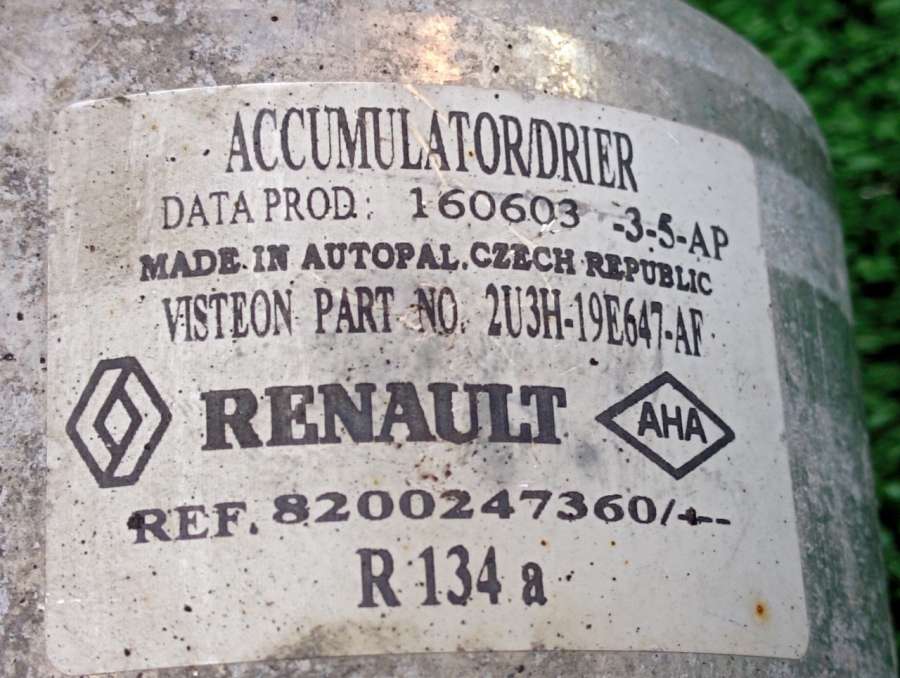 ACCUMULATOR/DRIER
DATA PROD.: 160603 -3-5-AP
MADE IN AUTOPAL.CZECH REPUBLIC
VISTEON PART NO. 2U3H-19E647-AF
RENAULT AHA
REF. 8200247360/---
R 134 a